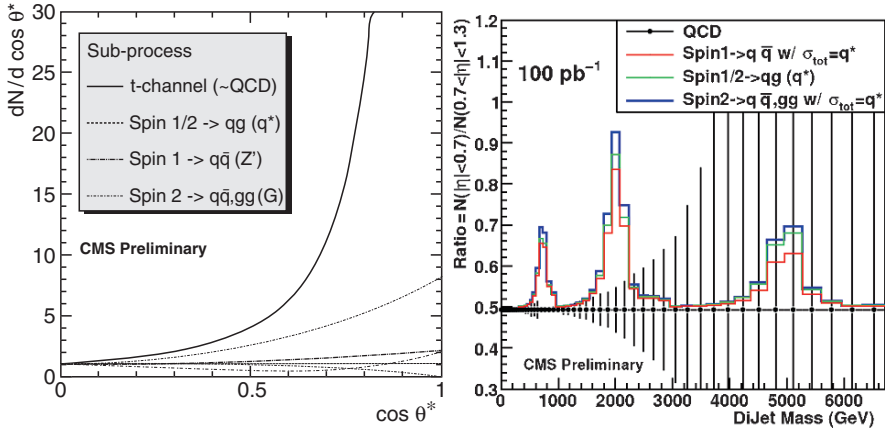 dN/d cos θ*
30
25
20
15
10
5
0
Sub-process
t-channel (~QCD)
Spin 1/2 -> qg (q*)
Spin 1 -> qq̄ (Z')
Spin 2 -> qq̄,gg (G)
CMS Preliminary
0
0.5
1
cos θ*
Ratio = N(|η|<0.7)/N(0.7<|η|<1.3)
1.2
1.1
1
0.9
0.8
0.7
0.6
0.5
0.4
0.3
100 pb⁻¹
QCD
Spin1->q q̄ w/ σtot=q*
Spin1/2->qg (q*)
Spin2->q q̄,gg w/ σtot=q*
CMS Preliminary
0 1000 2000 3000 4000 5000 6000
DiJet Mass (GeV)